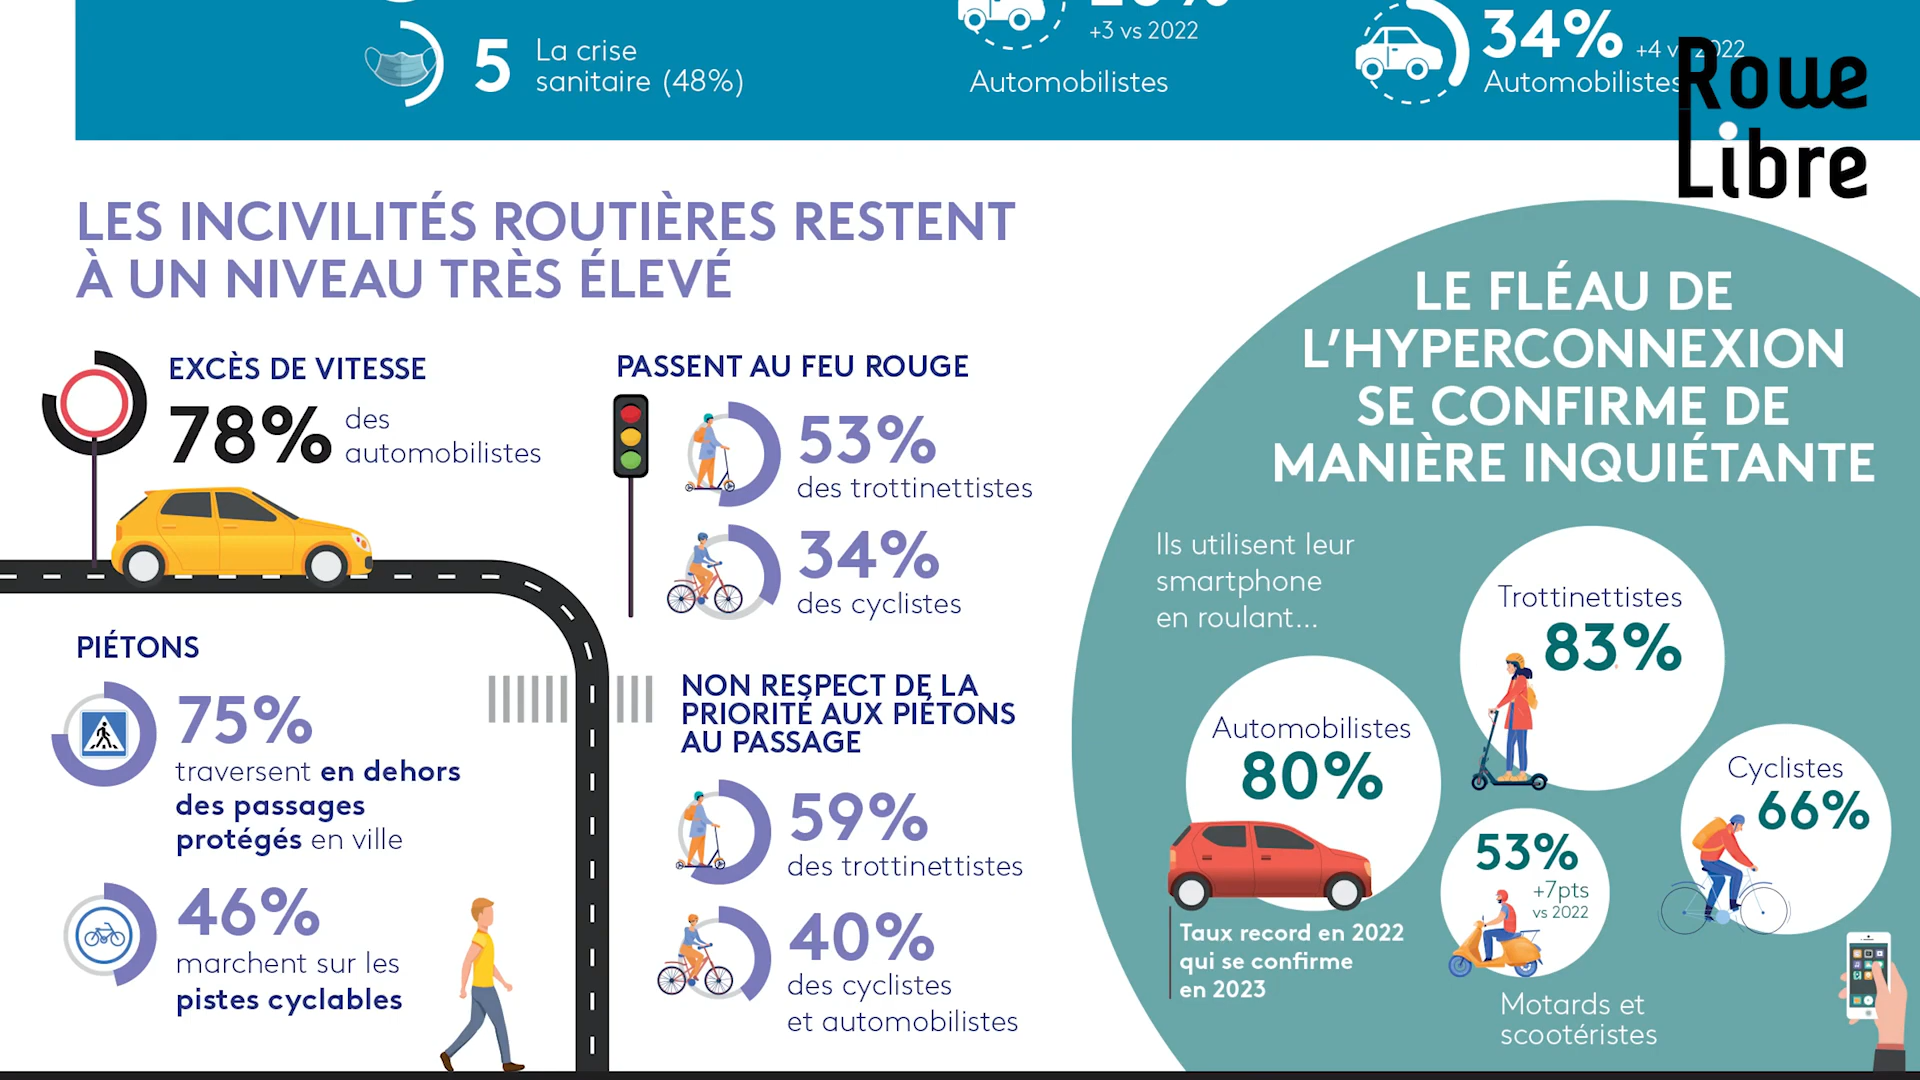 5 La crise
sanitaire (48%)
+3 vs 2022
Automobilistes
34% +4 vs 2022
Automobilistes
Roue
Libre
LES INCIVILITÉS ROUTIÈRES RESTENT
À UN NIVEAU TRÈS ÉLEVÉ
EXCÈS DE VITESSE
78% des
automobilistes
PASSENT AU FEU ROUGE
53%
des trottinettistes
34%
des cyclistes
PIÉTONS
75%
traversent en dehors
des passages
protégés en ville
46%
marchent sur les
pistes cyclables
NON RESPECT DE LA
PRIORITÉ AUX PIÉTONS
AU PASSAGE
59%
des trottinettistes
40%
des cyclistes
et automobilistes
LE FLÉAU DE
L'HYPERCONNEXION
SE CONFIRME DE
MANIÈRE INQUIÉTANTE
Ils utilisent leur
smartphone
en roulant...
Trottinettistes
83%
Automobilistes
80%
Cyclistes
66%
53%
+7pts
vs 2022
Taux record en 2022
qui se confirme
en 2023
Motards et
scootéristes